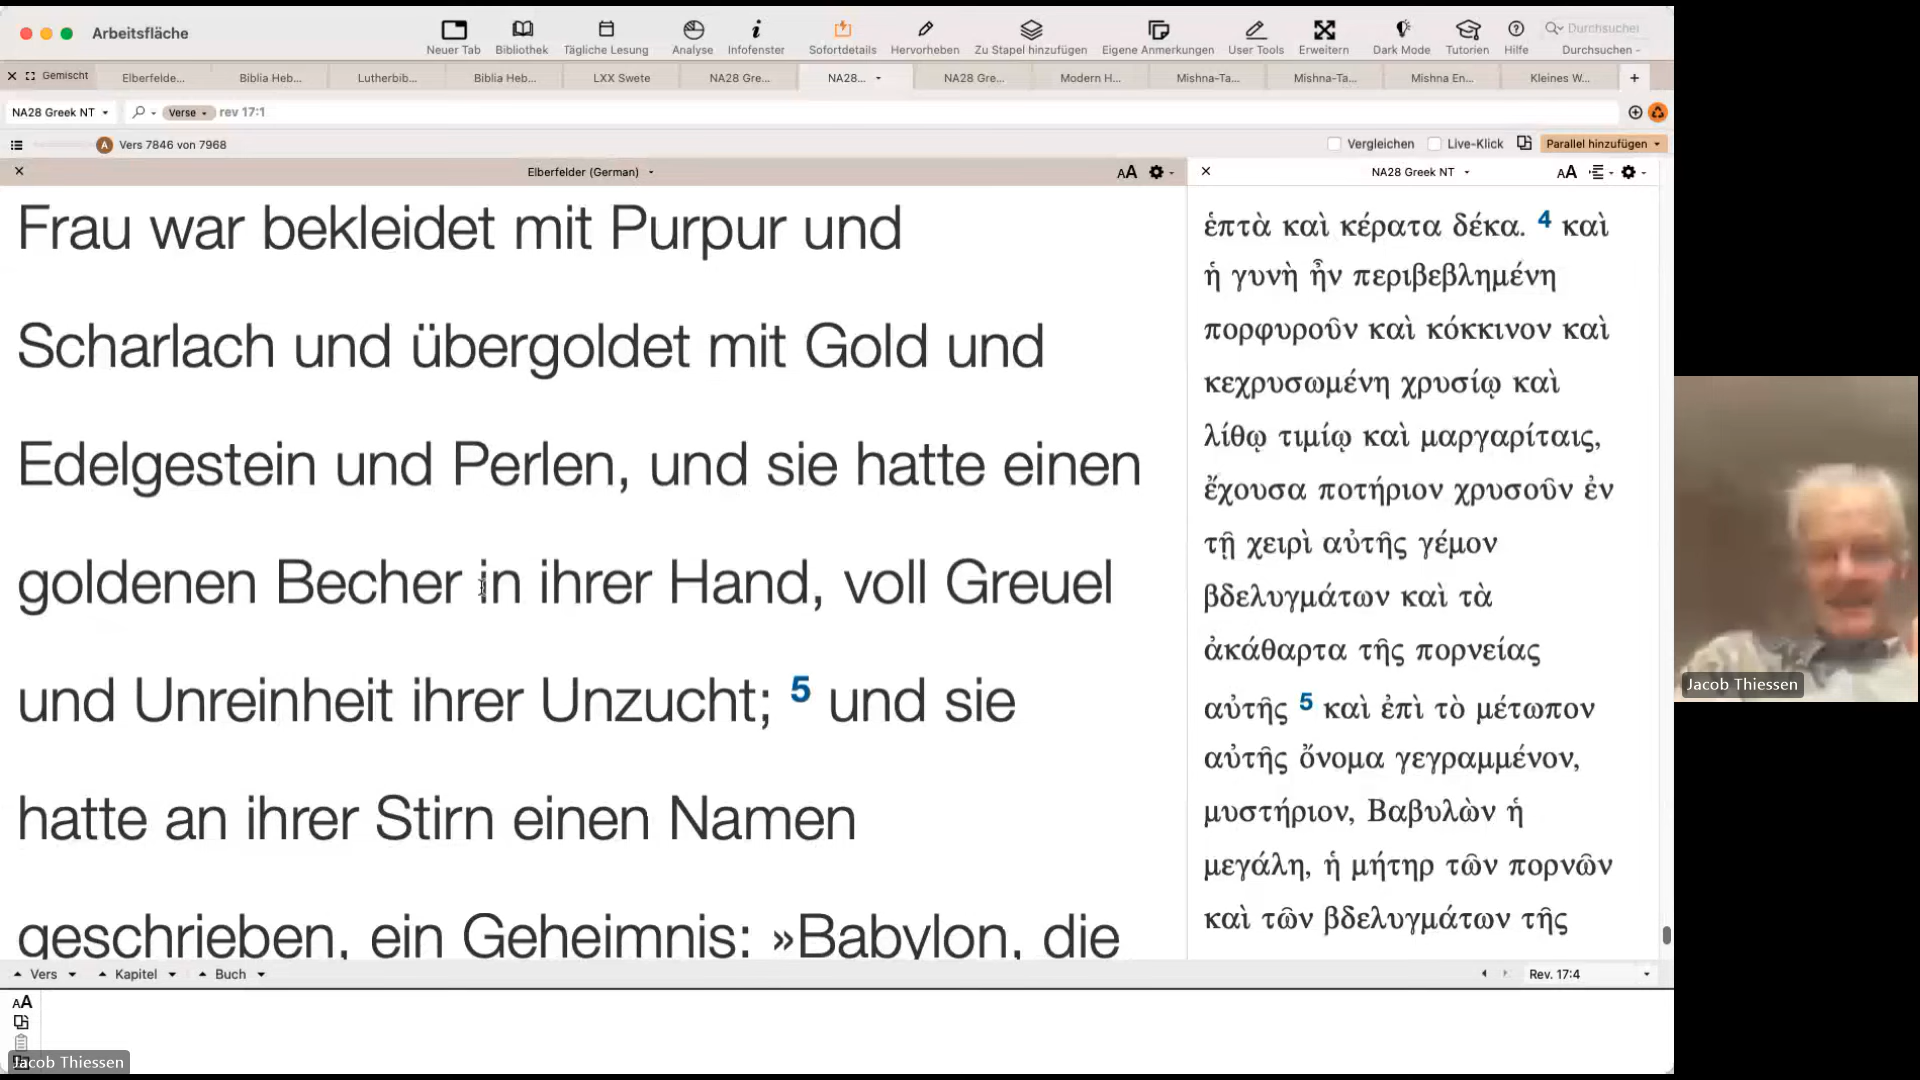 Arbeitsfläche
Neuer Tab
Bibliothek
Tägliche Lesung
Analyse
Infofenster
Sofortdetails
Hervorheben
Zu Stapel hinzufügen
Eigene Anmerkungen
User Tools
Erweitern
Dark Mode
Tutorien
Hilfe
Durchsucher
Durchsuchen
Gemischt
Elberfelde...
Biblia Heb...
Lutherbib...
Biblia Heb...
LXX Swete
NA28 Gre...
NA28...
NA28 Gre...
Modern H...
Mishna-Ta...
Mishna-Ta...
Mishna En...
Kleines W...
NA28 Greek NT
Verse
rev 17:1
A Vers 7846 von 7968
Vergleichen
Live-Klick
Parallel hinzufügen
Elberfelder (German)
AA
Frau war bekleidet mit Purpur und
Scharlach und übergoldet mit Gold und
Edelgestein und Perlen, und sie hatte einen
goldenen Becher in ihrer Hand, voll Greuel
und Unreinheit ihrer Unzucht; 5 und sie
hatte an ihrer Stirn einen Namen
geschrieben, ein Geheimnis: »Babylon, die
NA28 Greek NT
AA
ἑπτὰ καὶ κέρατα δέκα. 4 καὶ
ἡ γυνὴ ἦν περιβεβλημένη
πορφυροῦν καὶ κόκκινον καὶ
κεχρυσωμένη χρυσίῳ καὶ
λίθῳ τιμίῳ καὶ μαργαρίταις,
ἔχουσα ποτήριον χρυσοῦν ἐν
τῇ χειρὶ αὐτῆς γέμον
βδελυγμάτων καὶ τὰ
ἀκάθαρτα τῆς πορνείας
αὐτῆς 5 καὶ ἐπὶ τὸ μέτωπον
αὐτῆς ὄνομα γεγραμμένον,
μυστήριον, Βαβυλὼν ἡ
μεγάλη, ἡ μήτηρ τῶν πορνῶν
καὶ τῶν βδελυγμάτων τῆς
Vers
Kapitel
Buch
Rev. 17:4
AA
Jacob Thiessen
Jacob Thiessen